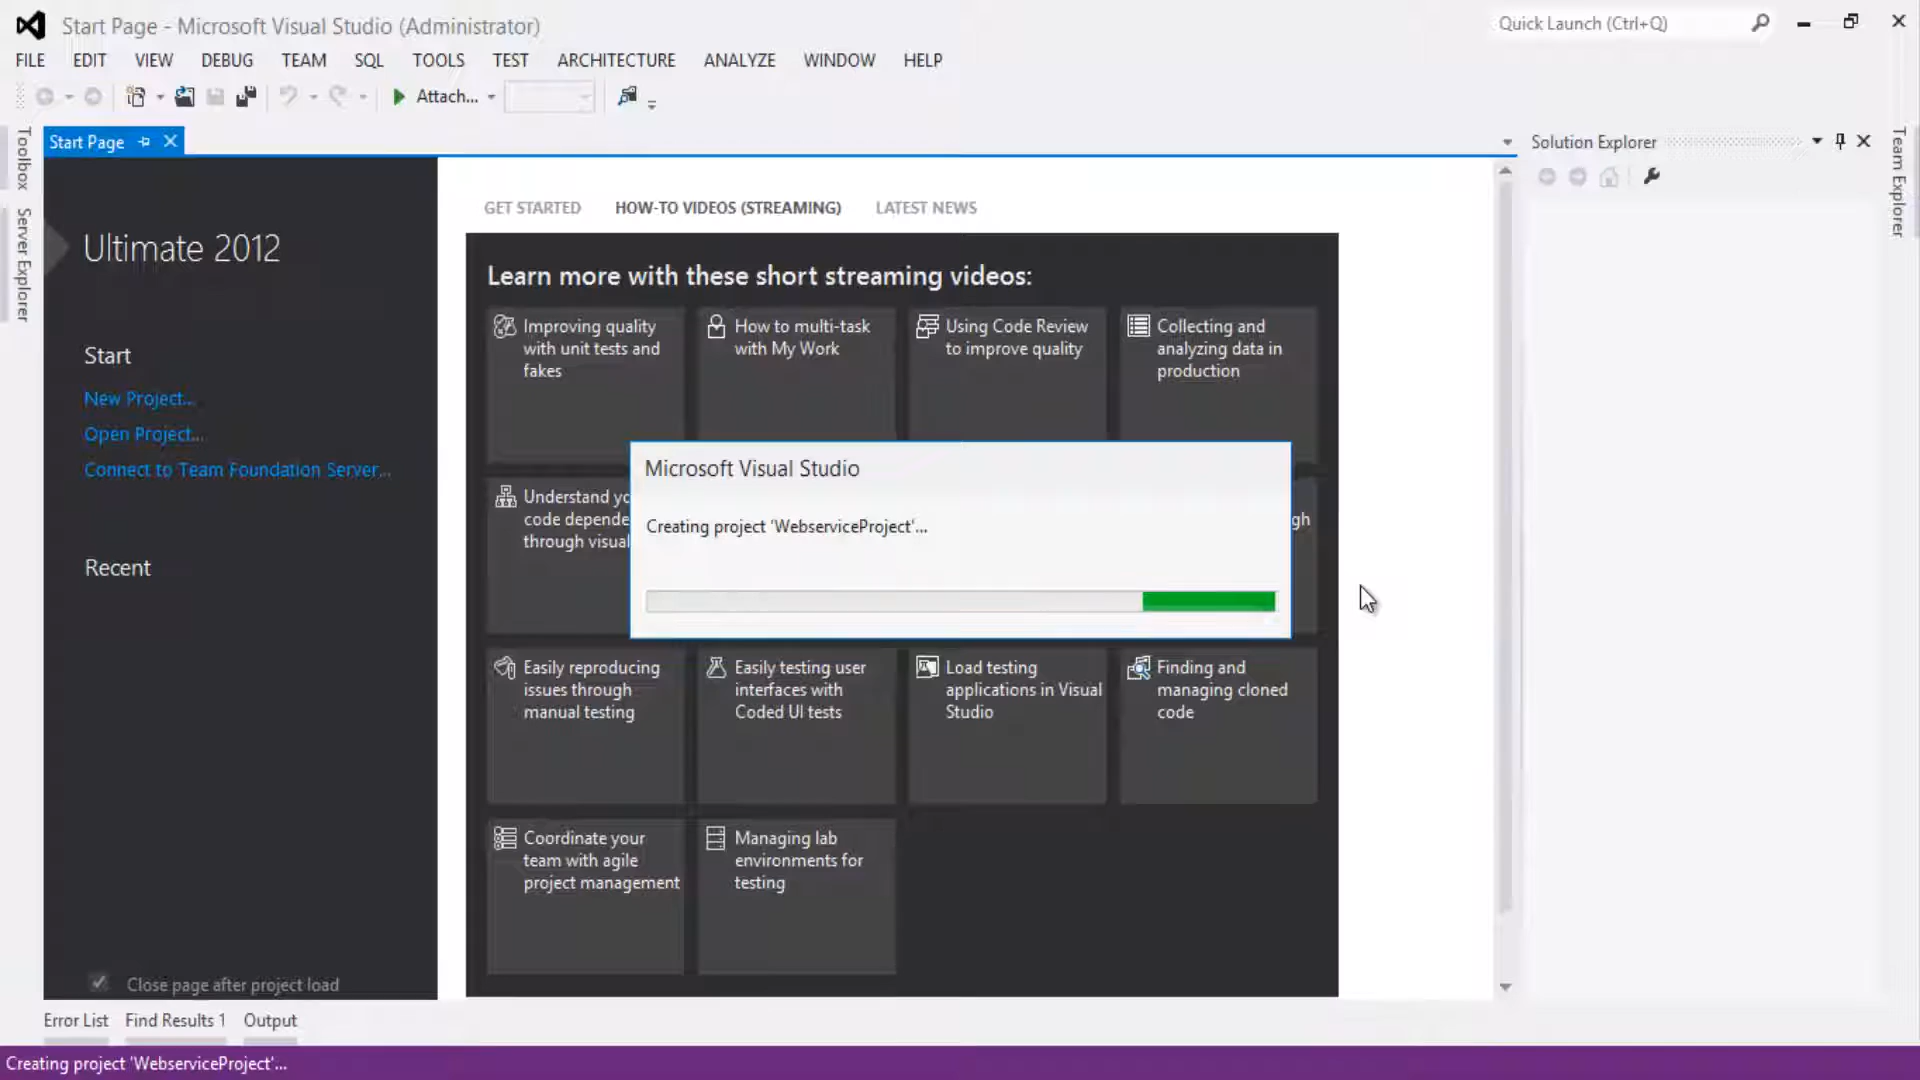 Start Page - Microsoft Visual Studio (Administrator)
Quick Launch (Ctrl+Q)
FILE EDIT VIEW DEBUG TEAM SQL TOOLS TEST ARCHITECTURE ANALYZE WINDOW HELP
Attach...
Toolbox
Server Explorer
Start Page
Solution Explorer
Team Explorer
Ultimate 2012
Start
New Project...
Open Project...
Connect to Team Foundation Server...
Recent
Close page after project load
GET STARTED HOW-TO VIDEOS (STREAMING) LATEST NEWS
Learn more with these short streaming videos:
Improving quality
with unit tests and
fakes
How to multi-task
with My Work
Using Code Review
to improve quality
Collecting and
analyzing data in
production
Understand yo
code depende
through visual
gh
Microsoft Visual Studio
Creating project 'WebserviceProject'...
Easily reproducing
issues through
manual testing
Easily testing user
interfaces with
Coded UI tests
Load testing
applications in Visual
Studio
Finding and
managing cloned
code
Coordinate your
team with agile
project management
Managing lab
environments for
testing
Error List Find Results 1 Output
Creating project 'WebserviceProject'...